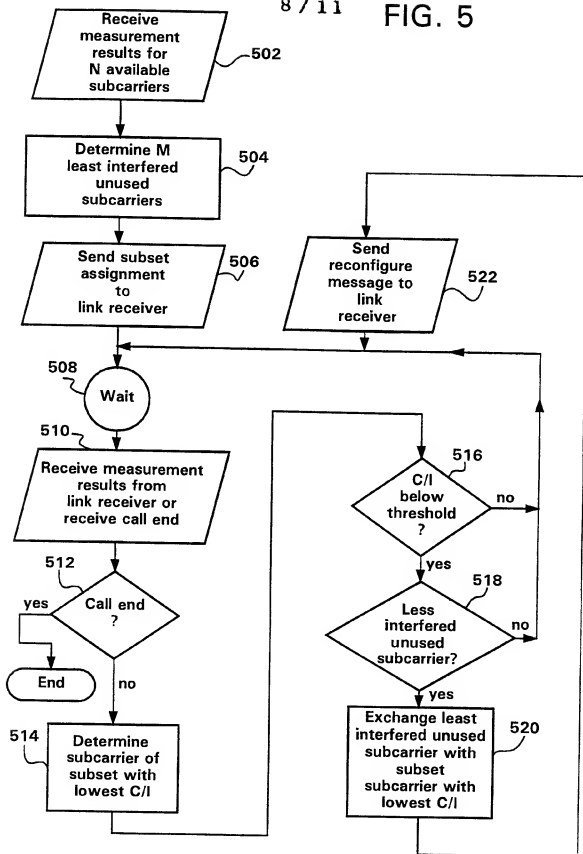 8/11
FIG. 5
Receive
measurement
results for
N available
subcarriers
502
Determine M
least interfered
unused
subcarriers
504
Send subset
assignment
to
link receiver
506
Send
reconfigure
message to
link
receiver
522
508
Wait
510
Receive measurement
results from
link receiver or
receive call end
512
Call end
?
yes
End
no
514
Determine
subcarrier of
subset with
lowest C/I
516
C/I
below
threshold
?
no
yes
518
Less
interfered
unused
subcarrier?
no
yes
Exchange least
interfered unused
subcarrier with
subset
subcarrier with
lowest C/I
520